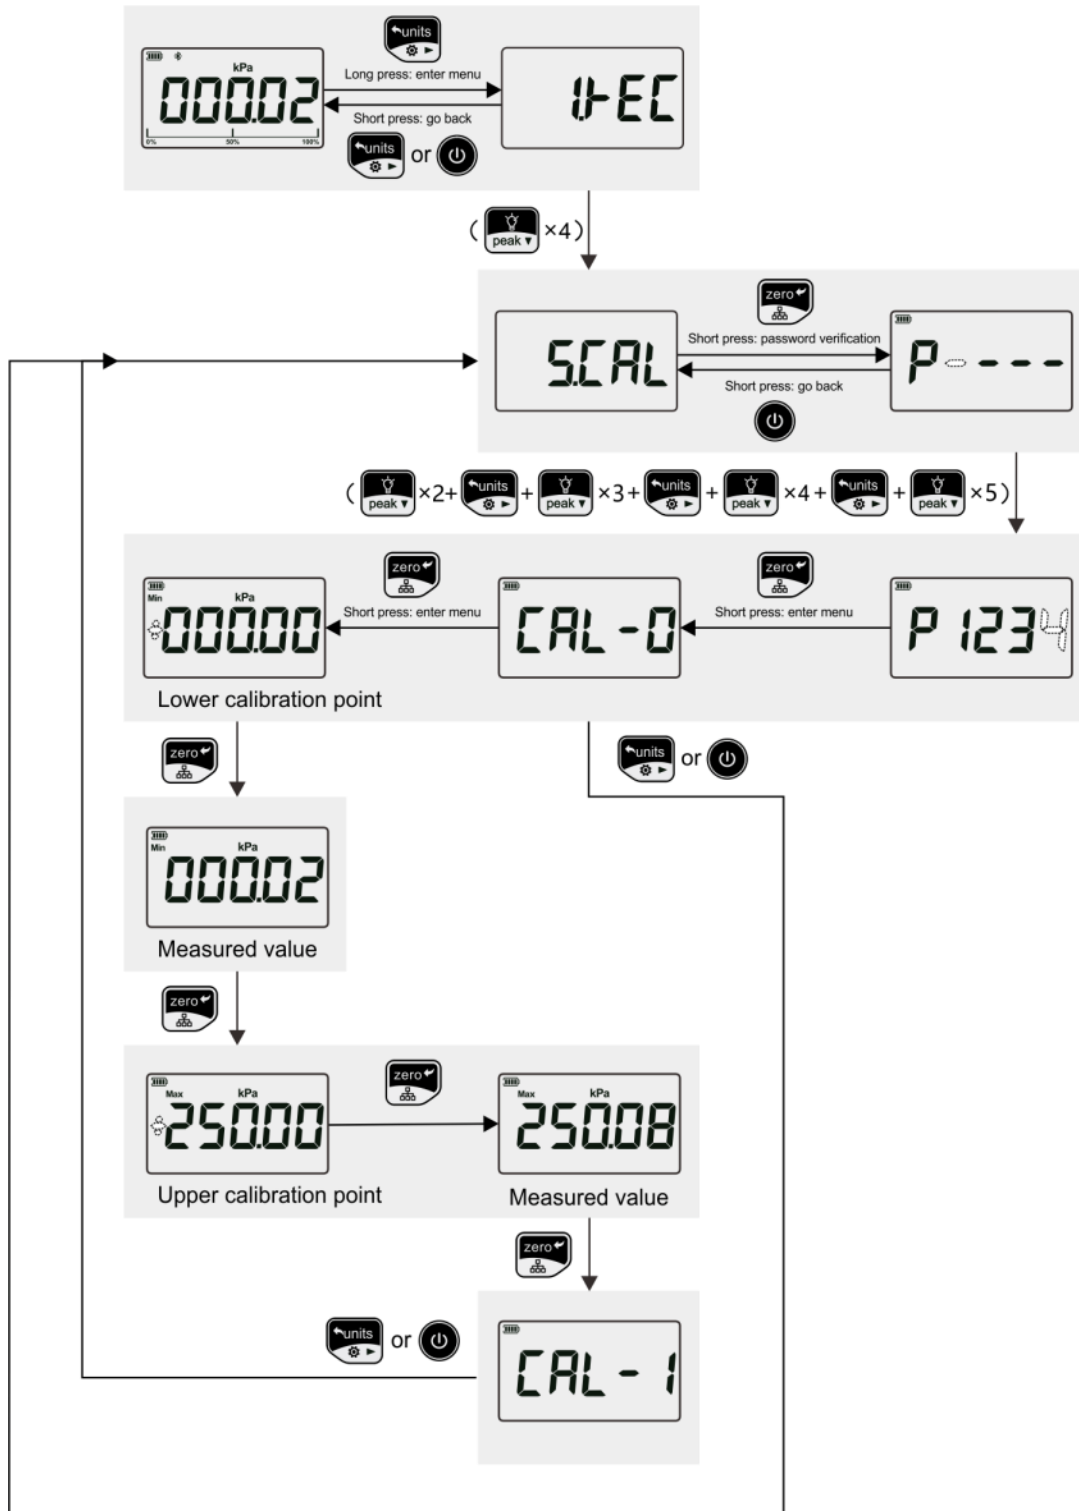 units
kPa
000.02
0% 50% 100%
Long press: enter menu
1.rEC
Short press: go back
units or
( peak ▼ ×4)
zero
5.CAL
Short press: password verification
P-----
Short press: go back
( peak ▼ ×2+ units + peak ▼ ×3+ units + peak ▼ ×4+ units + peak ▼ ×5)
Min kPa
000.00
zero
Short press: enter menu
CAL-0
zero
Short press: enter menu
P1234
Lower calibration point
zero
units or
Min kPa
000.02
Measured value
zero
Max kPa
250.00
zero
Max kPa
250.08
Upper calibration point
Measured value
zero
units or
CAL-1